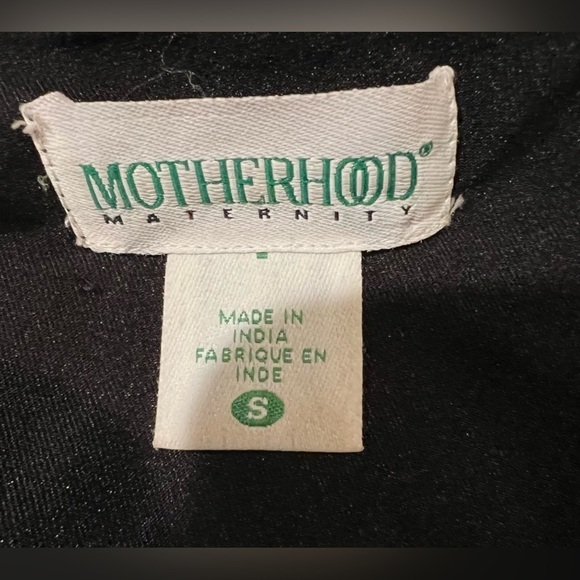 MOTHERHOOD®
MATERNITY
MADE IN
INDIA
FABRIQUE EN
INDE
S